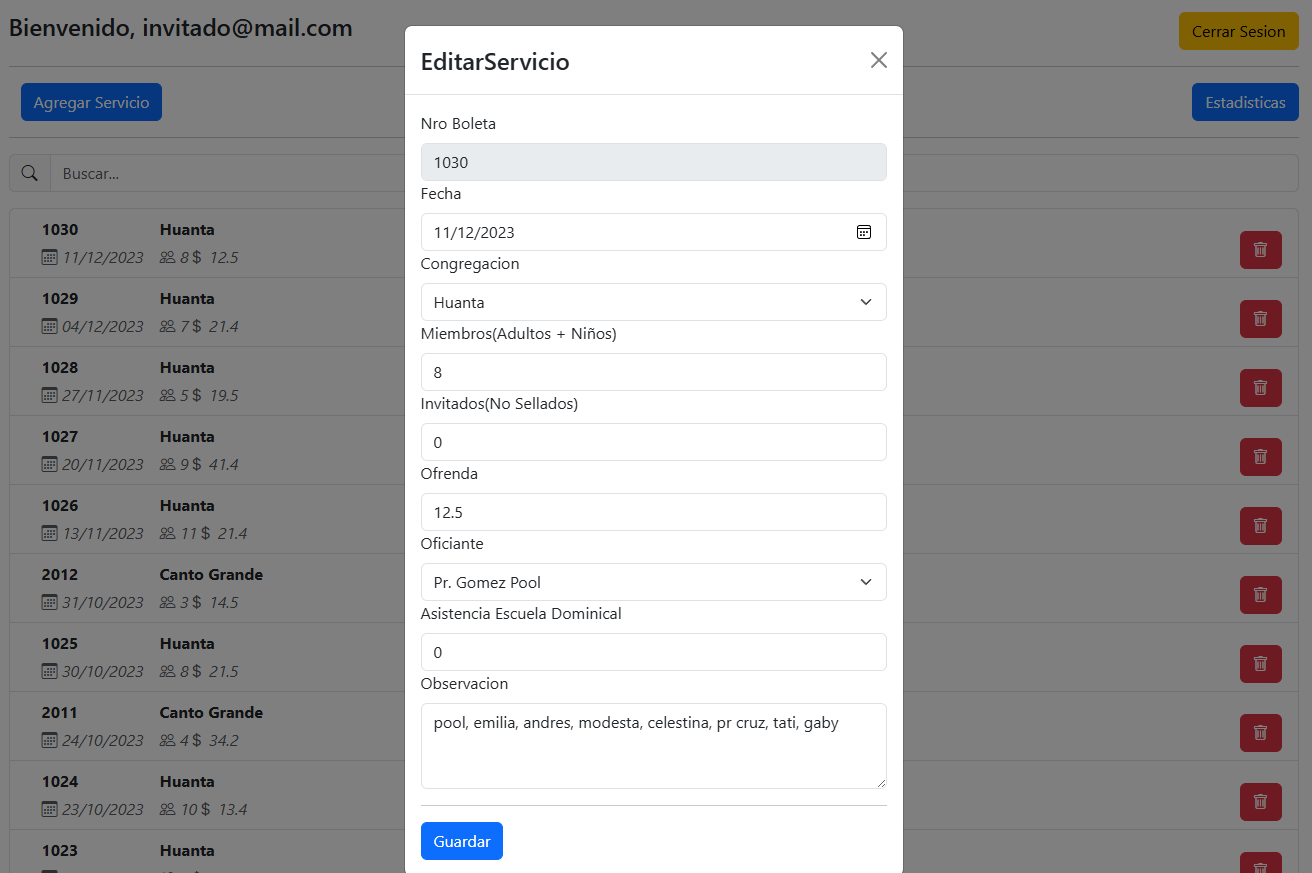 Bienvenido, invitado@mail.com
Cerrar Sesion
Agregar Servicio
Estadisticas
Buscar...
1030 Huanta
11/12/2023 8 $ 12.5
1029 Huanta
04/12/2023 7 $ 21.4
1028 Huanta
27/11/2023 5 $ 19.5
1027 Huanta
20/11/2023 9 $ 41.4
1026 Huanta
13/11/2023 11 $ 21.4
2012 Canto Grande
31/10/2023 3 $ 14.5
1025 Huanta
30/10/2023 8 $ 21.5
2011 Canto Grande
24/10/2023 4 $ 34.2
1024 Huanta
23/10/2023 10 $ 13.4
1023 Huanta
EditarServicio
Nro Boleta
1030
Fecha
11/12/2023
Congregacion
Huanta
Miembros(Adultos + Niños)
8
Invitados(No Sellados)
0
Ofrenda
12.5
Oficiante
Pr. Gomez Pool
Asistencia Escuela Dominical
0
Observacion
pool, emilia, andres, modesta, celestina, pr cruz, tati, gaby
Guardar